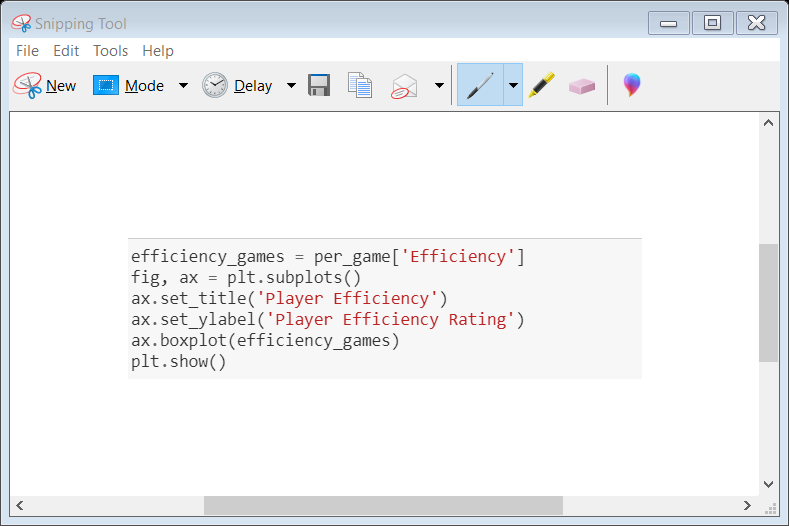 Snipping Tool
File Edit Tools Help
New Mode Delay
efficiency_games = per_game['Efficiency']
fig, ax = plt.subplots()
ax.set_title('Player Efficiency')
ax.set_ylabel('Player Efficiency Rating')
ax.boxplot(efficiency_games)
plt.show()